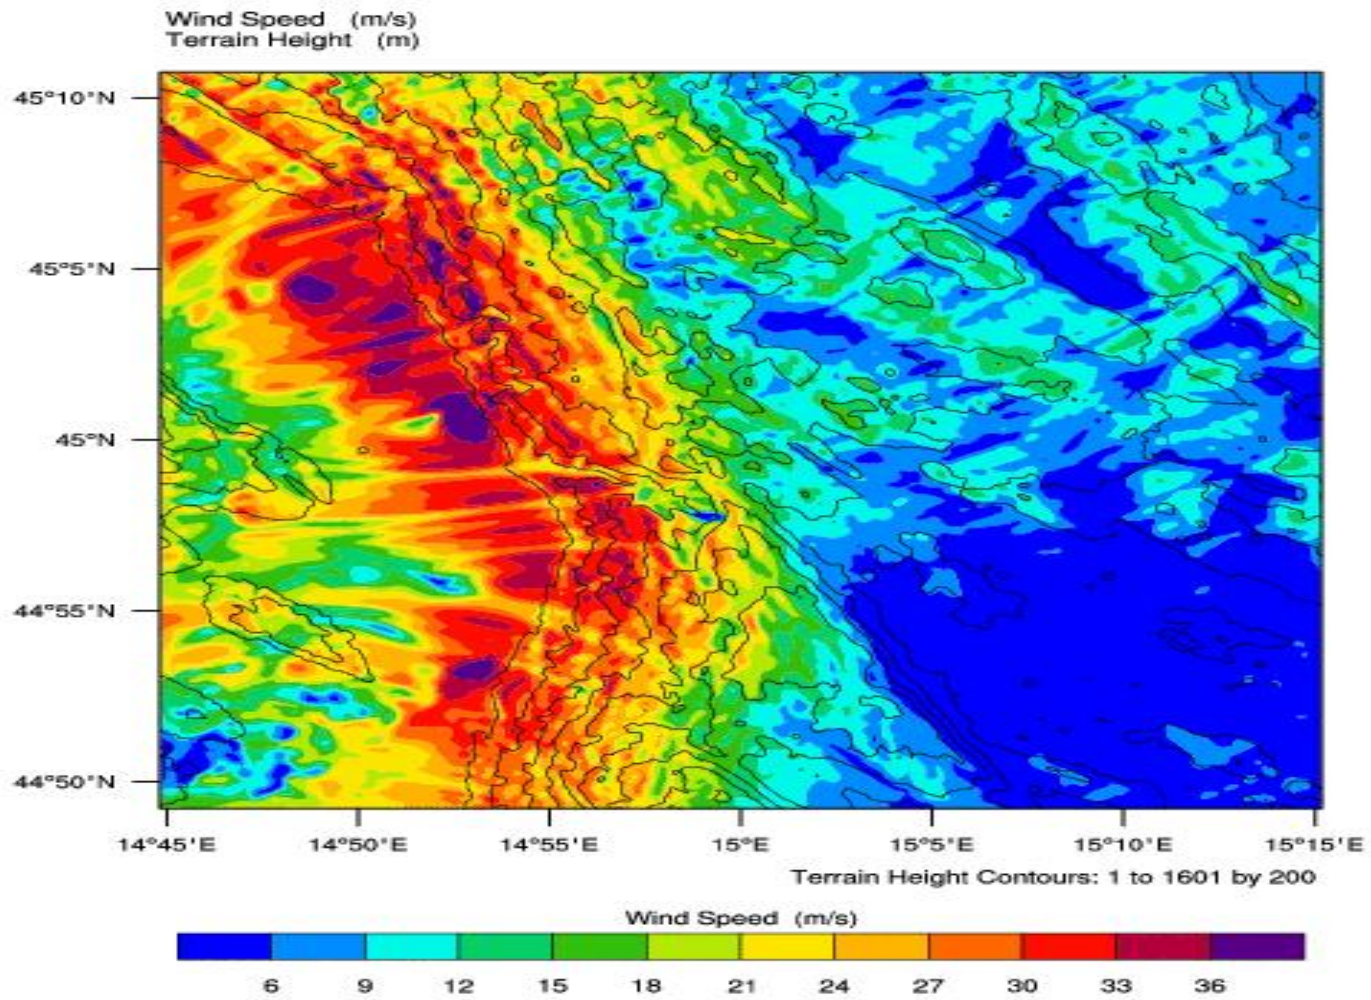 Wind Speed (m/s)
Terrain Height (m)
45°10'N
45°5'N
45°N
44°55'N
44°50'N
14°45'E 14°50'E 14°55'E 15°E 15°5'E 15°10'E 15°15'E
Terrain Height Contours: 1 to 1601 by 200
Wind Speed (m/s)
6 9 12 15 18 21 24 27 30 33 36